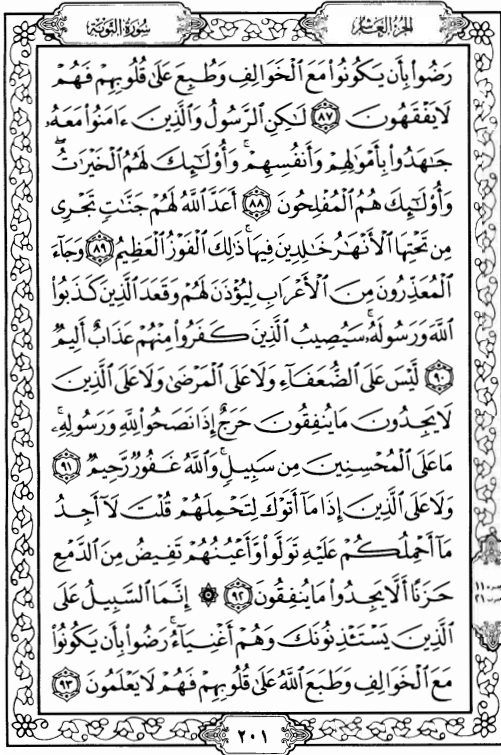 الجزء العاشر
سورة التوبة
رَضُوا۟ بِأَن يَكُونُوا۟ مَعَ ٱلْخَوَالِفِ وَطُبِعَ عَلَىٰ قُلُوبِهِمْ فَهُمْ
لَا يَفْقَهُونَ ٨٧ لَٰكِنِ ٱلرَّسُولُ وَٱلَّذِينَ ءَامَنُوا۟ مَعَهُۥ
جَٰهَدُوا۟ بِأَمْوَٰلِهِمْ وَأَنفُسِهِمْ ۚ وَأُو۟لَٰٓئِكَ لَهُمُ ٱلْخَيْرَٰتُ ۖ
وَأُو۟لَٰٓئِكَ هُمُ ٱلْمُفْلِحُونَ ٨٨ أَعَدَّ ٱللَّهُ لَهُمْ جَنَّٰتٍ تَجْرِى
مِن تَحْتِهَا ٱلْأَنْهَٰرُ خَٰلِدِينَ فِيهَا ۚ ذَٰلِكَ ٱلْفَوْزُ ٱلْعَظِيمُ ٨٩ وَجَآءَ
ٱلْمُعَذِّرُونَ مِنَ ٱلْأَعْرَابِ لِيُؤْذَنَ لَهُمْ وَقَعَدَ ٱلَّذِينَ كَذَبُوا۟
ٱللَّهَ وَرَسُولَهُۥ ۚ سَيُصِيبُ ٱلَّذِينَ كَفَرُوا۟ مِنْهُمْ عَذَابٌ أَلِيمٌ
٩٠ لَّيْسَ عَلَى ٱلضُّعَفَآءِ وَلَا عَلَى ٱلْمَرْضَىٰ وَلَا عَلَى ٱلَّذِينَ
لَا يَجِدُونَ مَا يُنفِقُونَ حَرَجٌ إِذَا نَصَحُوا۟ لِلَّهِ وَرَسُولِهِۦ ۚ
مَا عَلَى ٱلْمُحْسِنِينَ مِن سَبِيلٍ ۚ وَٱللَّهُ غَفُورٌ رَّحِيمٌ ٩١
وَلَا عَلَى ٱلَّذِينَ إِذَا مَآ أَتَوْكَ لِتَحْمِلَهُمْ قُلْتَ لَآ أَجِدُ
مَآ أَحْمِلُكُمْ عَلَيْهِ تَوَلَّوا۟ وَّأَعْيُنُهُمْ تَفِيضُ مِنَ ٱلدَّمْعِ
حَزَنًا أَلَّا يَجِدُوا۟ مَا يُنفِقُونَ ٩٢ ۞ إِنَّمَا ٱلسَّبِيلُ عَلَى
ٱلَّذِينَ يَسْتَـْٔذِنُونَكَ وَهُمْ أَغْنِيَآءُ ۚ رَضُوا۟ بِأَن يَكُونُوا۟
مَعَ ٱلْخَوَالِفِ وَطَبَعَ ٱللَّهُ عَلَىٰ قُلُوبِهِمْ فَهُمْ لَا يَعْلَمُونَ ٩٣
٢٠١